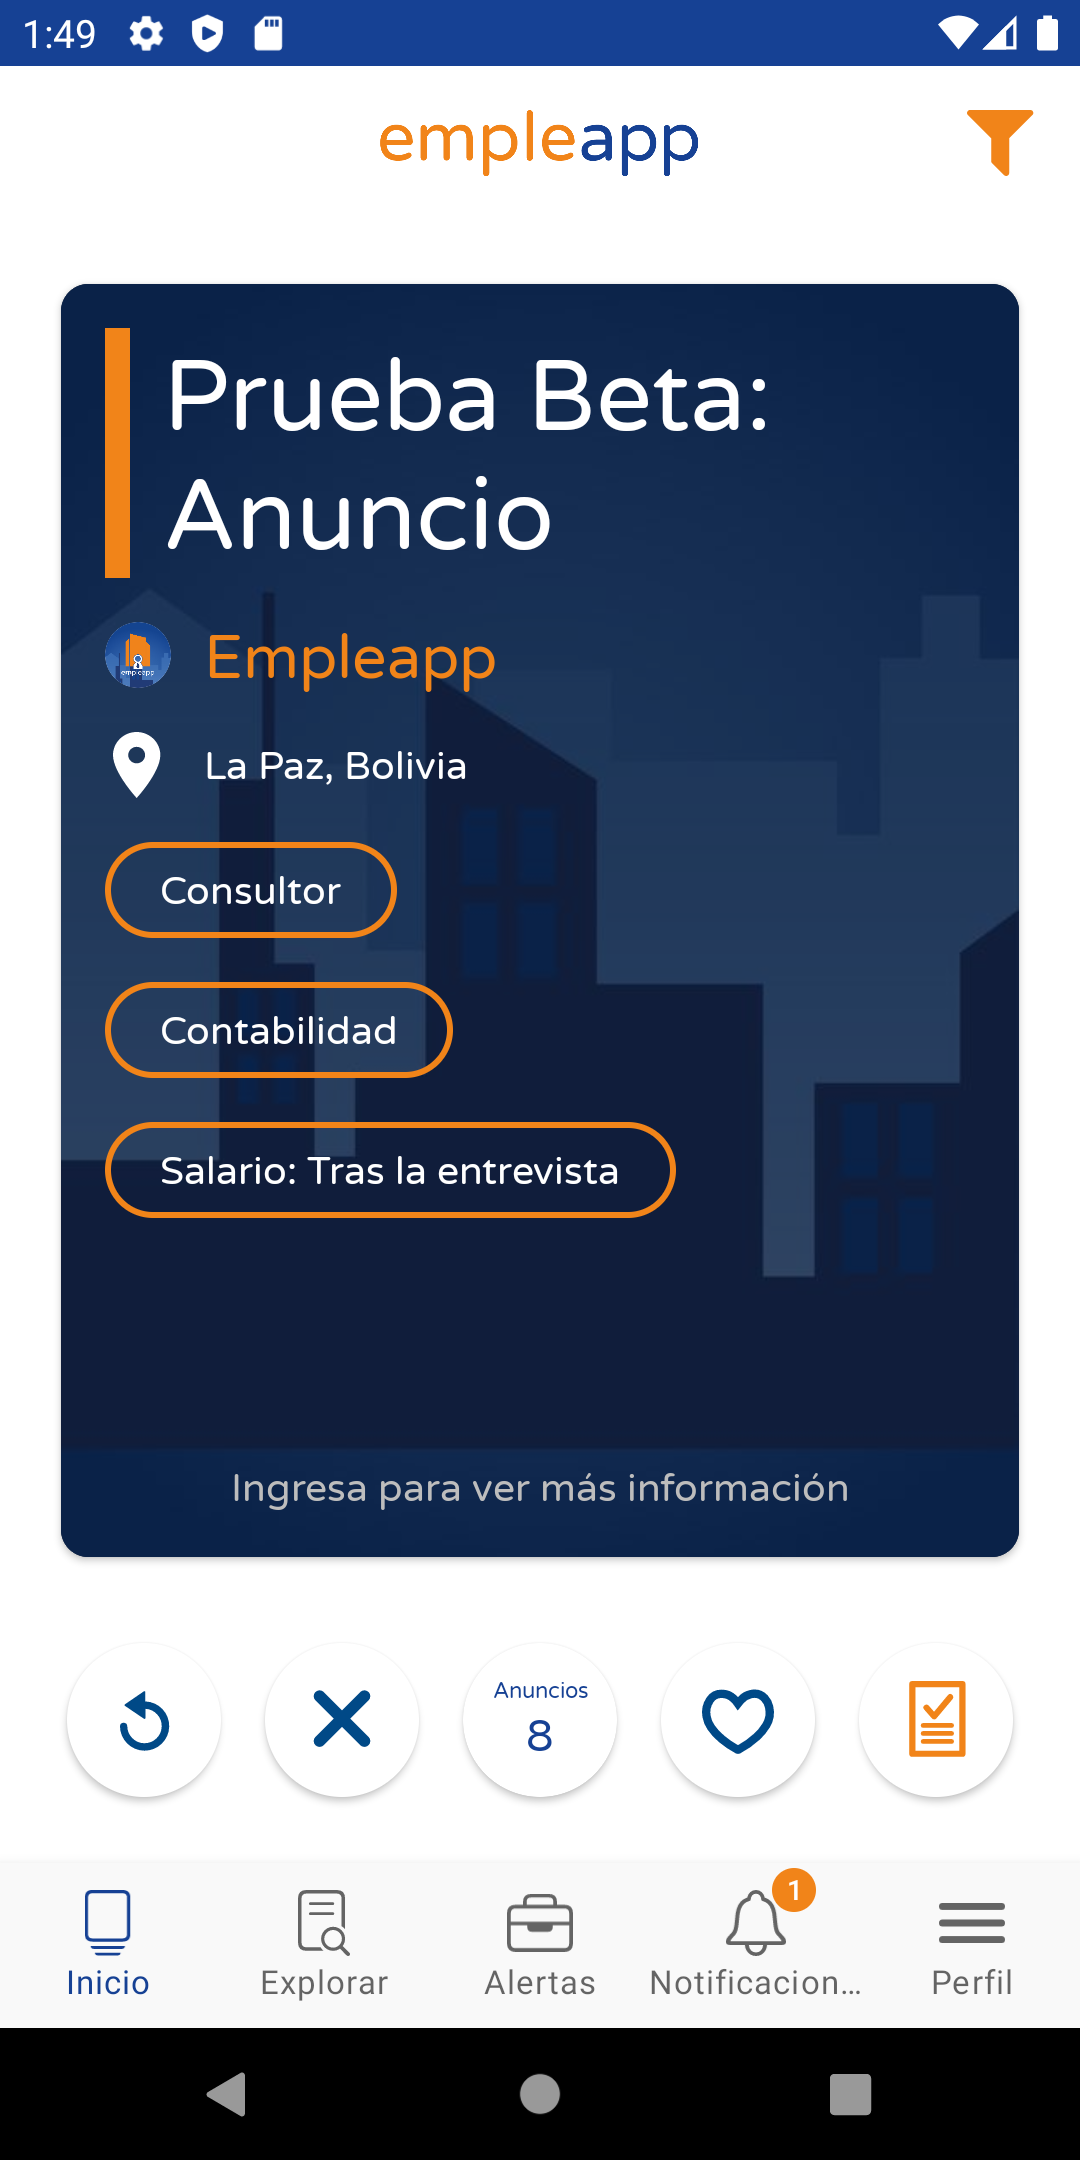 1:49
empleapp
Prueba Beta:
Anuncio
empleapp
Empleapp
La Paz, Bolivia
Consultor
Contabilidad
Salario: Tras la entrevista
Ingresa para ver más información
Anuncios
8
1
Inicio
Explorar
Alertas
Notificacion...
Perfil